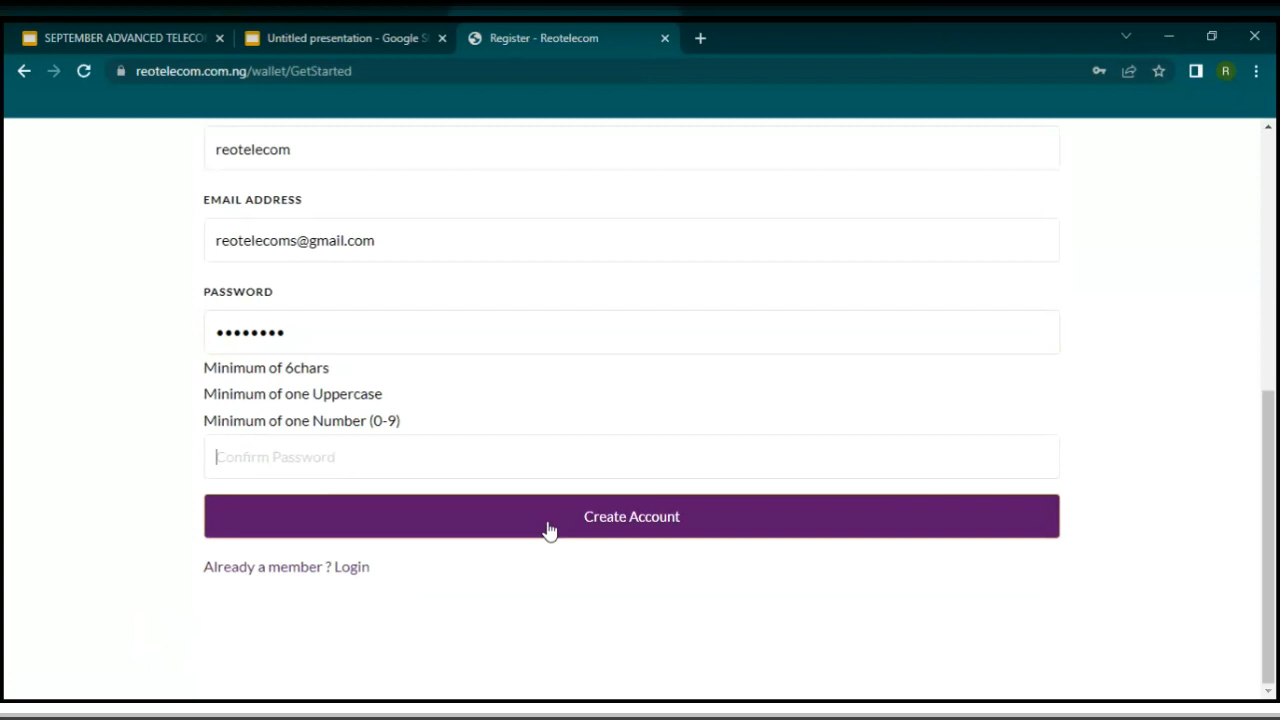 SEPTEMBER ADVANCED TELECO
Untitled presentation - Google S
Register - Reotelecom
reotelecom.com.ng/wallet/GetStarted
R
reotelecom
EMAIL ADDRESS
reotelecoms@gmail.com
PASSWORD
••••••••
Minimum of 6chars
Minimum of one Uppercase
Minimum of one Number (0-9)
Confirm Password
Create Account
Already a member ? Login